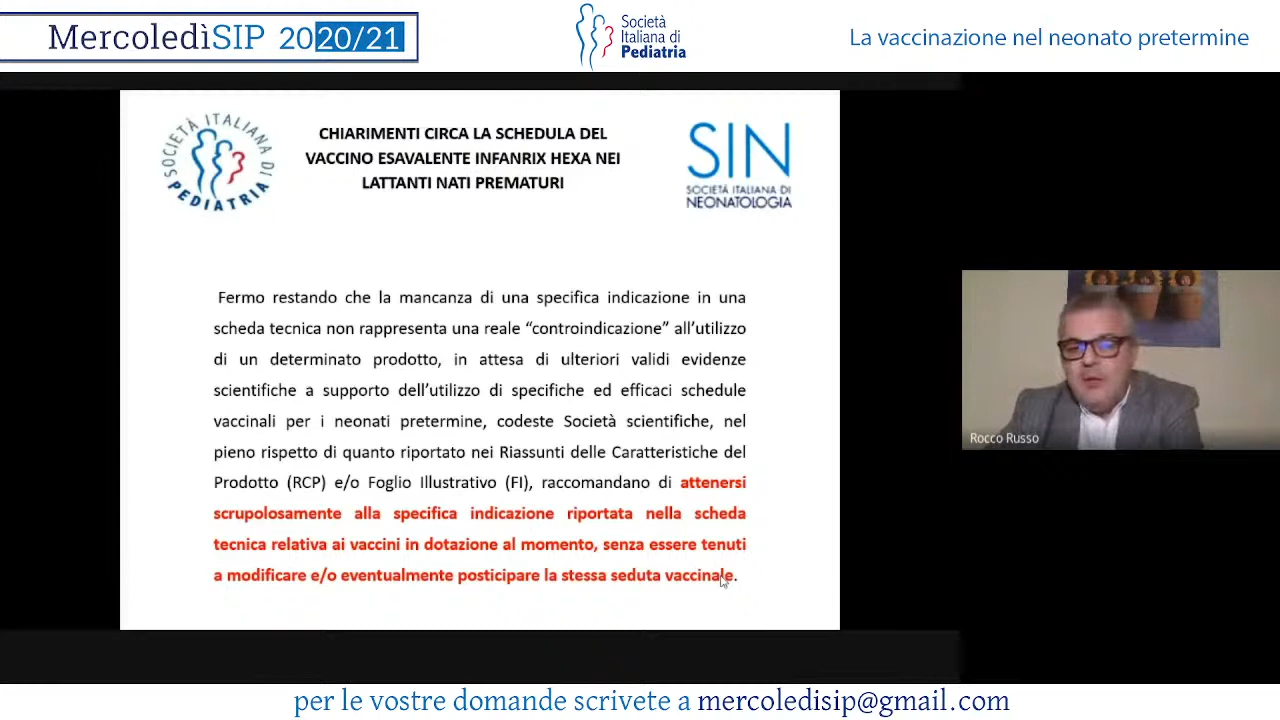 MercoledìSIP 2020/21
Società
Italiana di
Pediatria
La vaccinazione nel neonato pretermine
SOCIETÀ ITALIANA DI PEDIATRIA
CHIARIMENTI CIRCA LA SCHEDULA DEL
VACCINO ESAVALENTE INFANRIX HEXA NEI
LATTANTI NATI PREMATURI
SIN
SOCIETÀ ITALIANA DI
NEONATOLOGIA
Fermo restando che la mancanza di una specifica indicazione in una
scheda tecnica non rappresenta una reale “controindicazione” all’utilizzo
di un determinato prodotto, in attesa di ulteriori validi evidenze
scientifiche a supporto dell’utilizzo di specifiche ed efficaci schedule
vaccinali per i neonati pretermine, codeste Società scientifiche, nel
pieno rispetto di quanto riportato nei Riassunti delle Caratteristiche del
Prodotto (RCP) e/o Foglio Illustrativo (FI), raccomandano di attenersi
scrupolosamente alla specifica indicazione riportata nella scheda
tecnica relativa ai vaccini in dotazione al momento, senza essere tenuti
a modificare e/o eventualmente posticipare la stessa seduta vaccinale.
Rocco Russo
per le vostre domande scrivete a mercoledisip@gmail.com